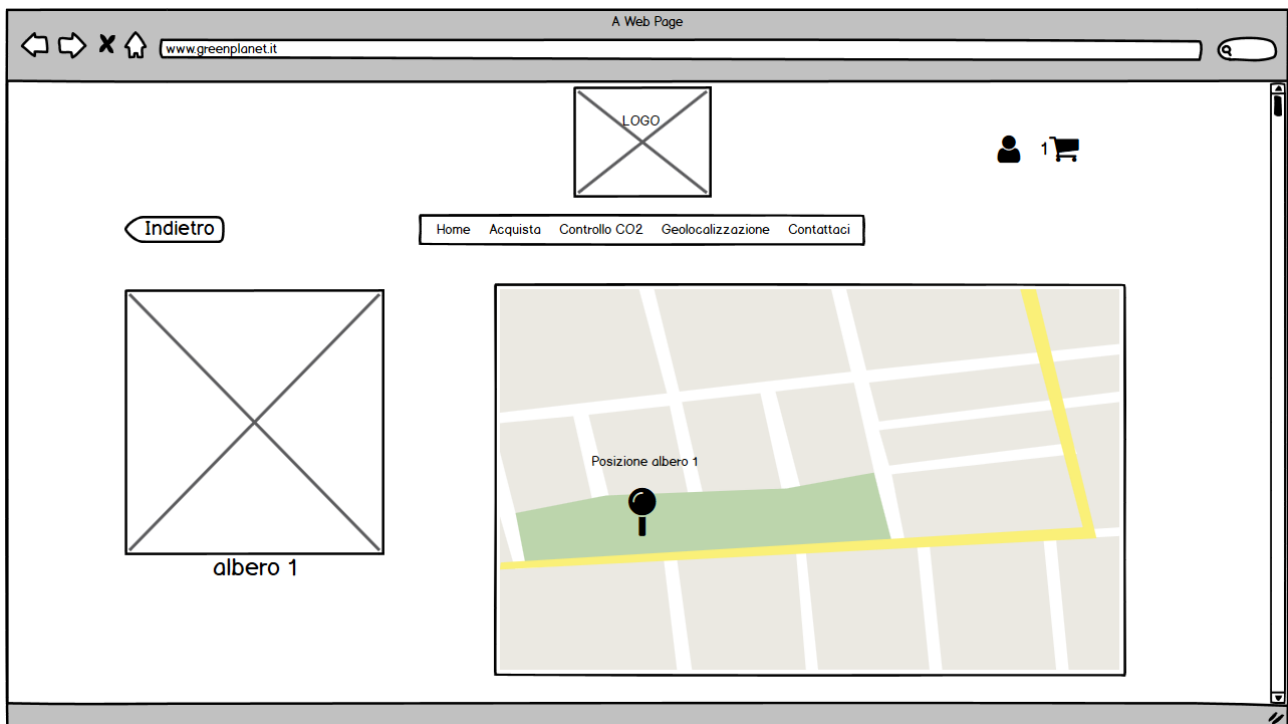 A Web Page
www.greenplanet.it
LOGO
1
Indietro
Home Acquista Controllo CO2 Geolocalizzazione Contattaci
Posizione albero 1
albero 1